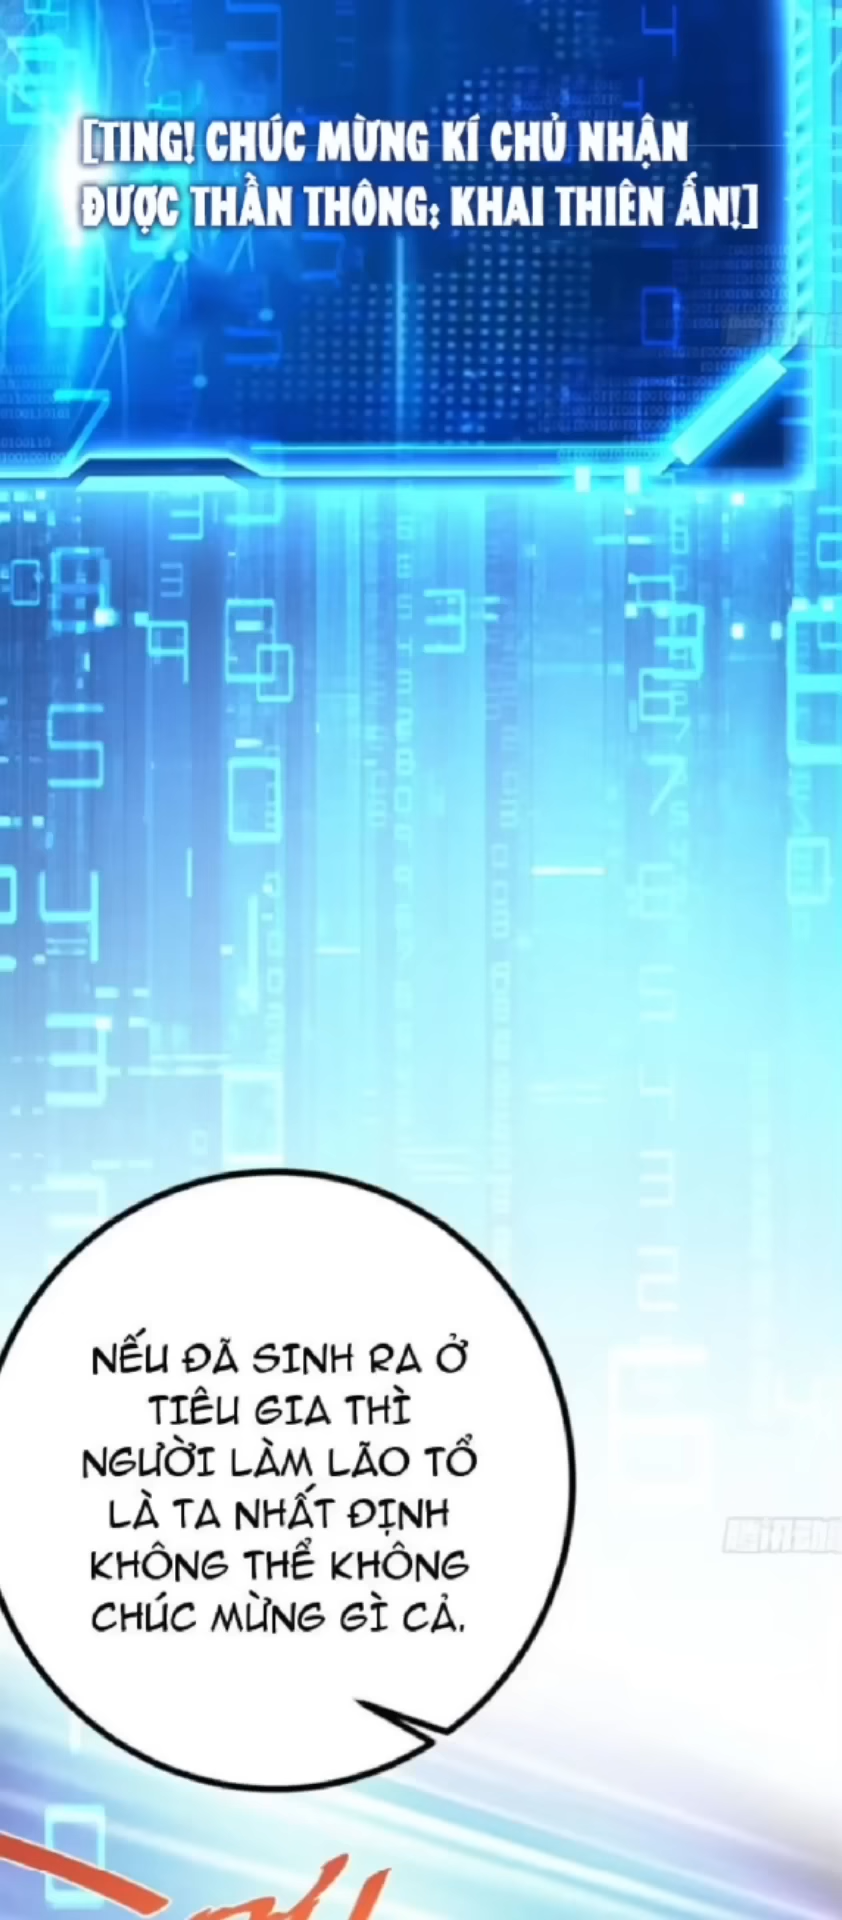 [TING! CHÚC MỪNG KÍ CHỦ NHẬN
ĐƯỢC THẦN THÔNG: KHAI THIÊN ẤN!]
NẾU ĐÃ SINH RA Ở
TIÊU GIA THÌ
NGƯỜI LÀM LÃO TỔ
LÀ TA NHẤT ĐỊNH
KHÔNG THỂ KHÔNG
CHÚC MỪNG GÌ CẢ.